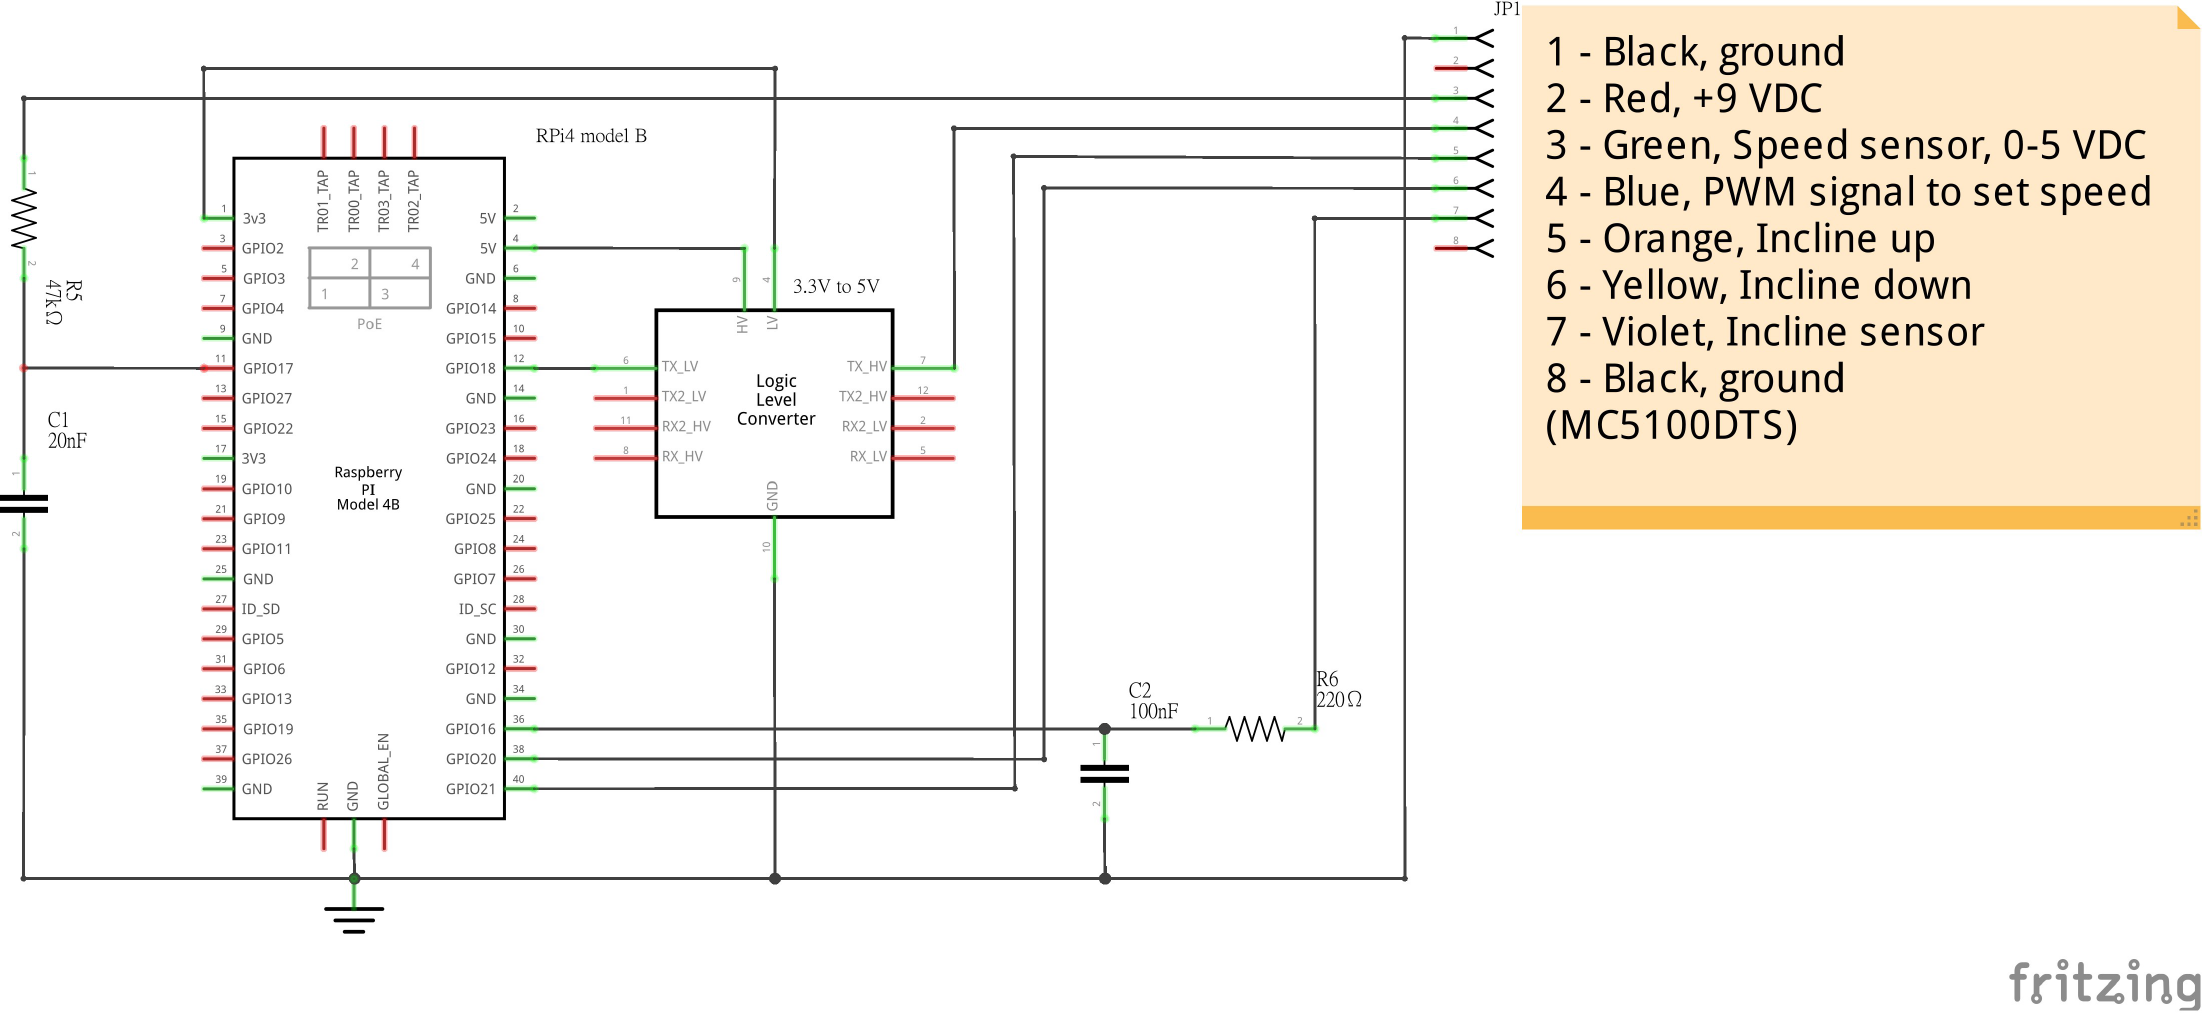 JP1
1 - Black, ground
2 - Red, +9 VDC
3 - Green, Speed sensor, 0-5 VDC
4 - Blue, PWM signal to set speed
5 - Orange, Incline up
6 - Yellow, Incline down
7 - Violet, Incline sensor
8 - Black, ground
(MC5100DTS)
1
2
3
4
5
6
7
8
RPi4 model B
TR01_TAP
TR00_TAP
TR03_TAP
TR02_TAP
1 3v3
3 GPIO2
5 GPIO3
7 GPIO4
9 GND
11 GPIO17
13 GPIO27
15 GPIO22
17 3V3
19 GPIO10
21 GPIO9
23 GPIO11
25 GND
27 ID_SD
29 GPIO5
31 GPIO6
33 GPIO13
35 GPIO19
37 GPIO26
39 GND
2 4
1 3
PoE
Raspberry
PI
Model 4B
5V 2
5V 4
GND 6
GPIO14 8
GPIO15 10
GPIO18 12
GND 14
GPIO23 16
GPIO24 18
GND 20
GPIO25 22
GPIO8 24
GPIO7 26
ID_SC 28
GND 30
GPIO12 32
GND 34
GPIO16 36
GPIO20 38
GPIO21 40
RUN
GND
GLOBAL_EN
1
2
R5
47kΩ
C1
20nF
1
2
3.3V to 5V
9 HV
4 LV
6 TX_LV
1 TX2_LV
11 RX2_HV
8 RX_HV
Logic
Level
Converter
TX_HV 7
TX2_HV 12
RX2_LV 2
RX_LV 5
GND 10
C2
100nF
1
2
R6
220Ω
1
2
fritzing